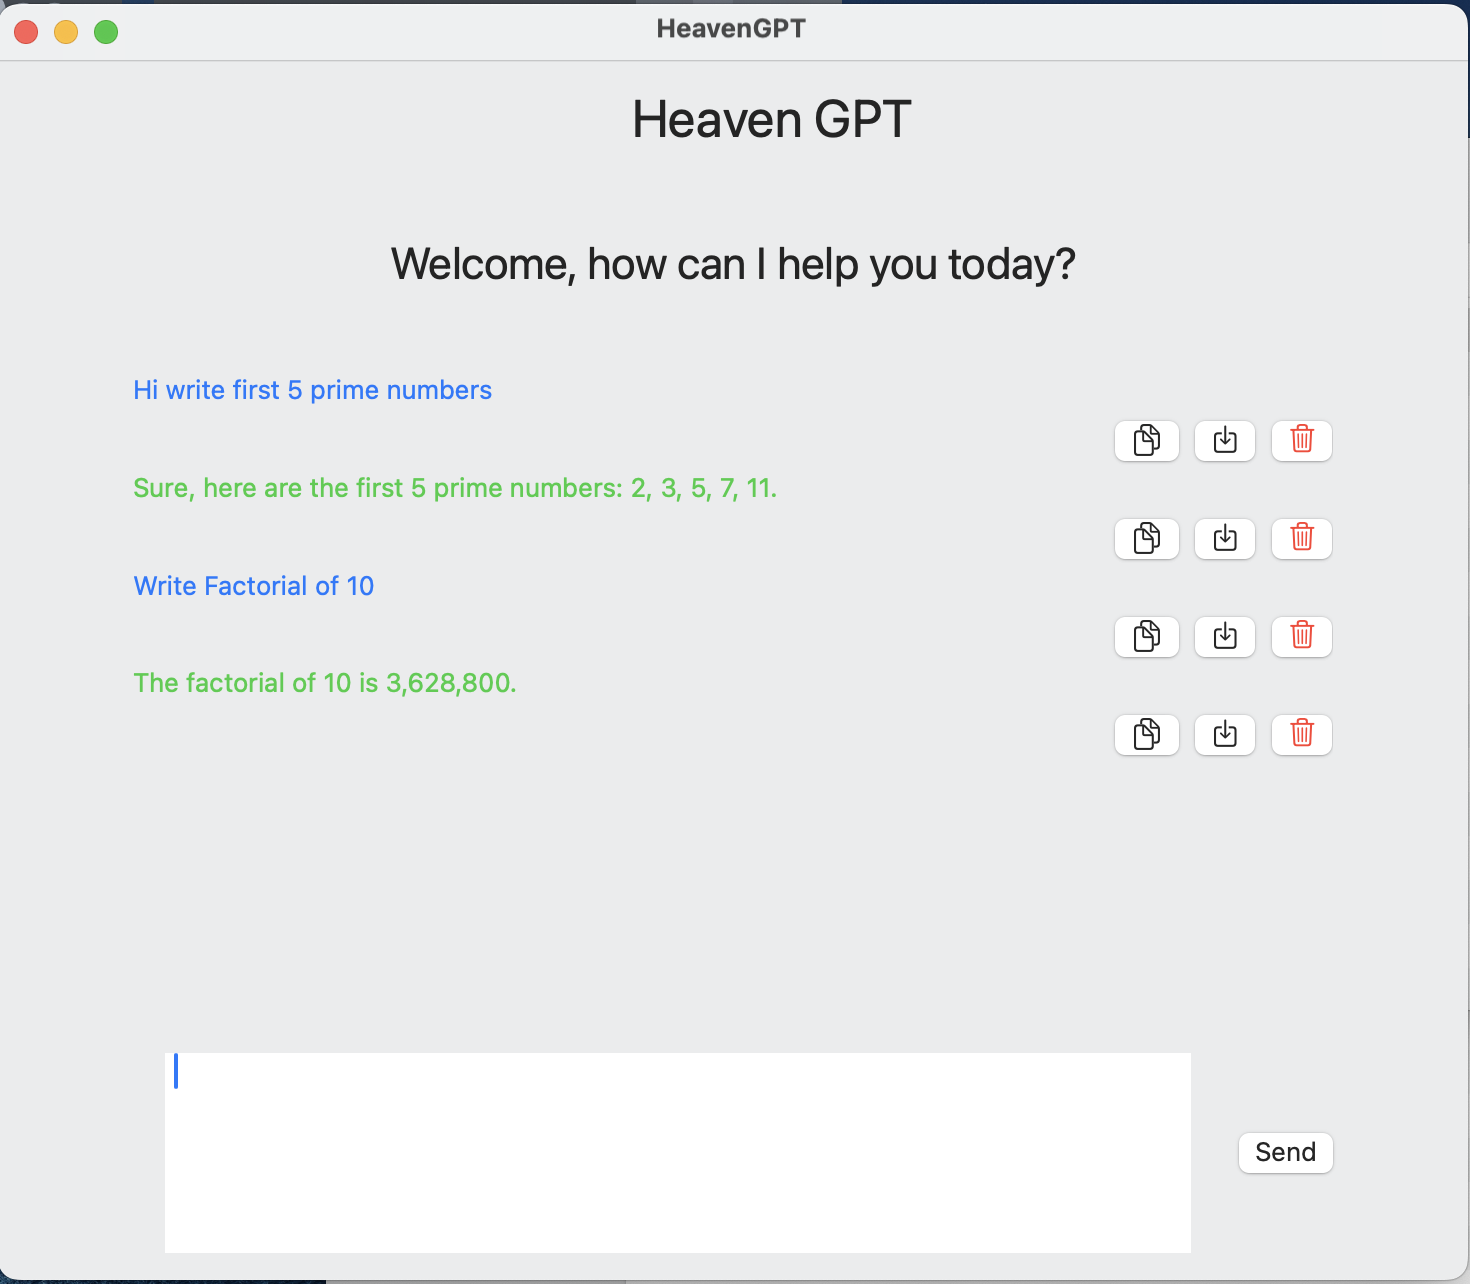 HeavenGPT
Heaven GPT
Welcome, how can I help you today?
Hi write first 5 prime numbers
Sure, here are the first 5 prime numbers: 2, 3, 5, 7, 11.
Write Factorial of 10
The factorial of 10 is 3,628,800.
Send